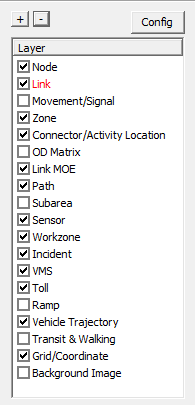 + - Config
Layer
Node
Link
Movement/Signal
Zone
Connector/Activity Location
OD Matrix
Link MOE
Path
Subarea
Sensor
Workzone
Incident
VMS
Toll
Ramp
Vehicle Trajectory
Transit & Walking
Grid/Coordinate
Background Image